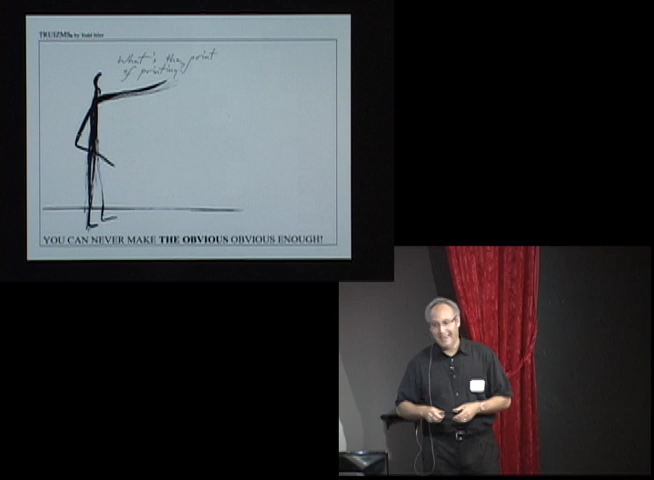 TRUIZMS, by Todd Siler
What's the point
of pointing
YOU CAN NEVER MAKE THE OBVIOUS OBVIOUS ENOUGH!